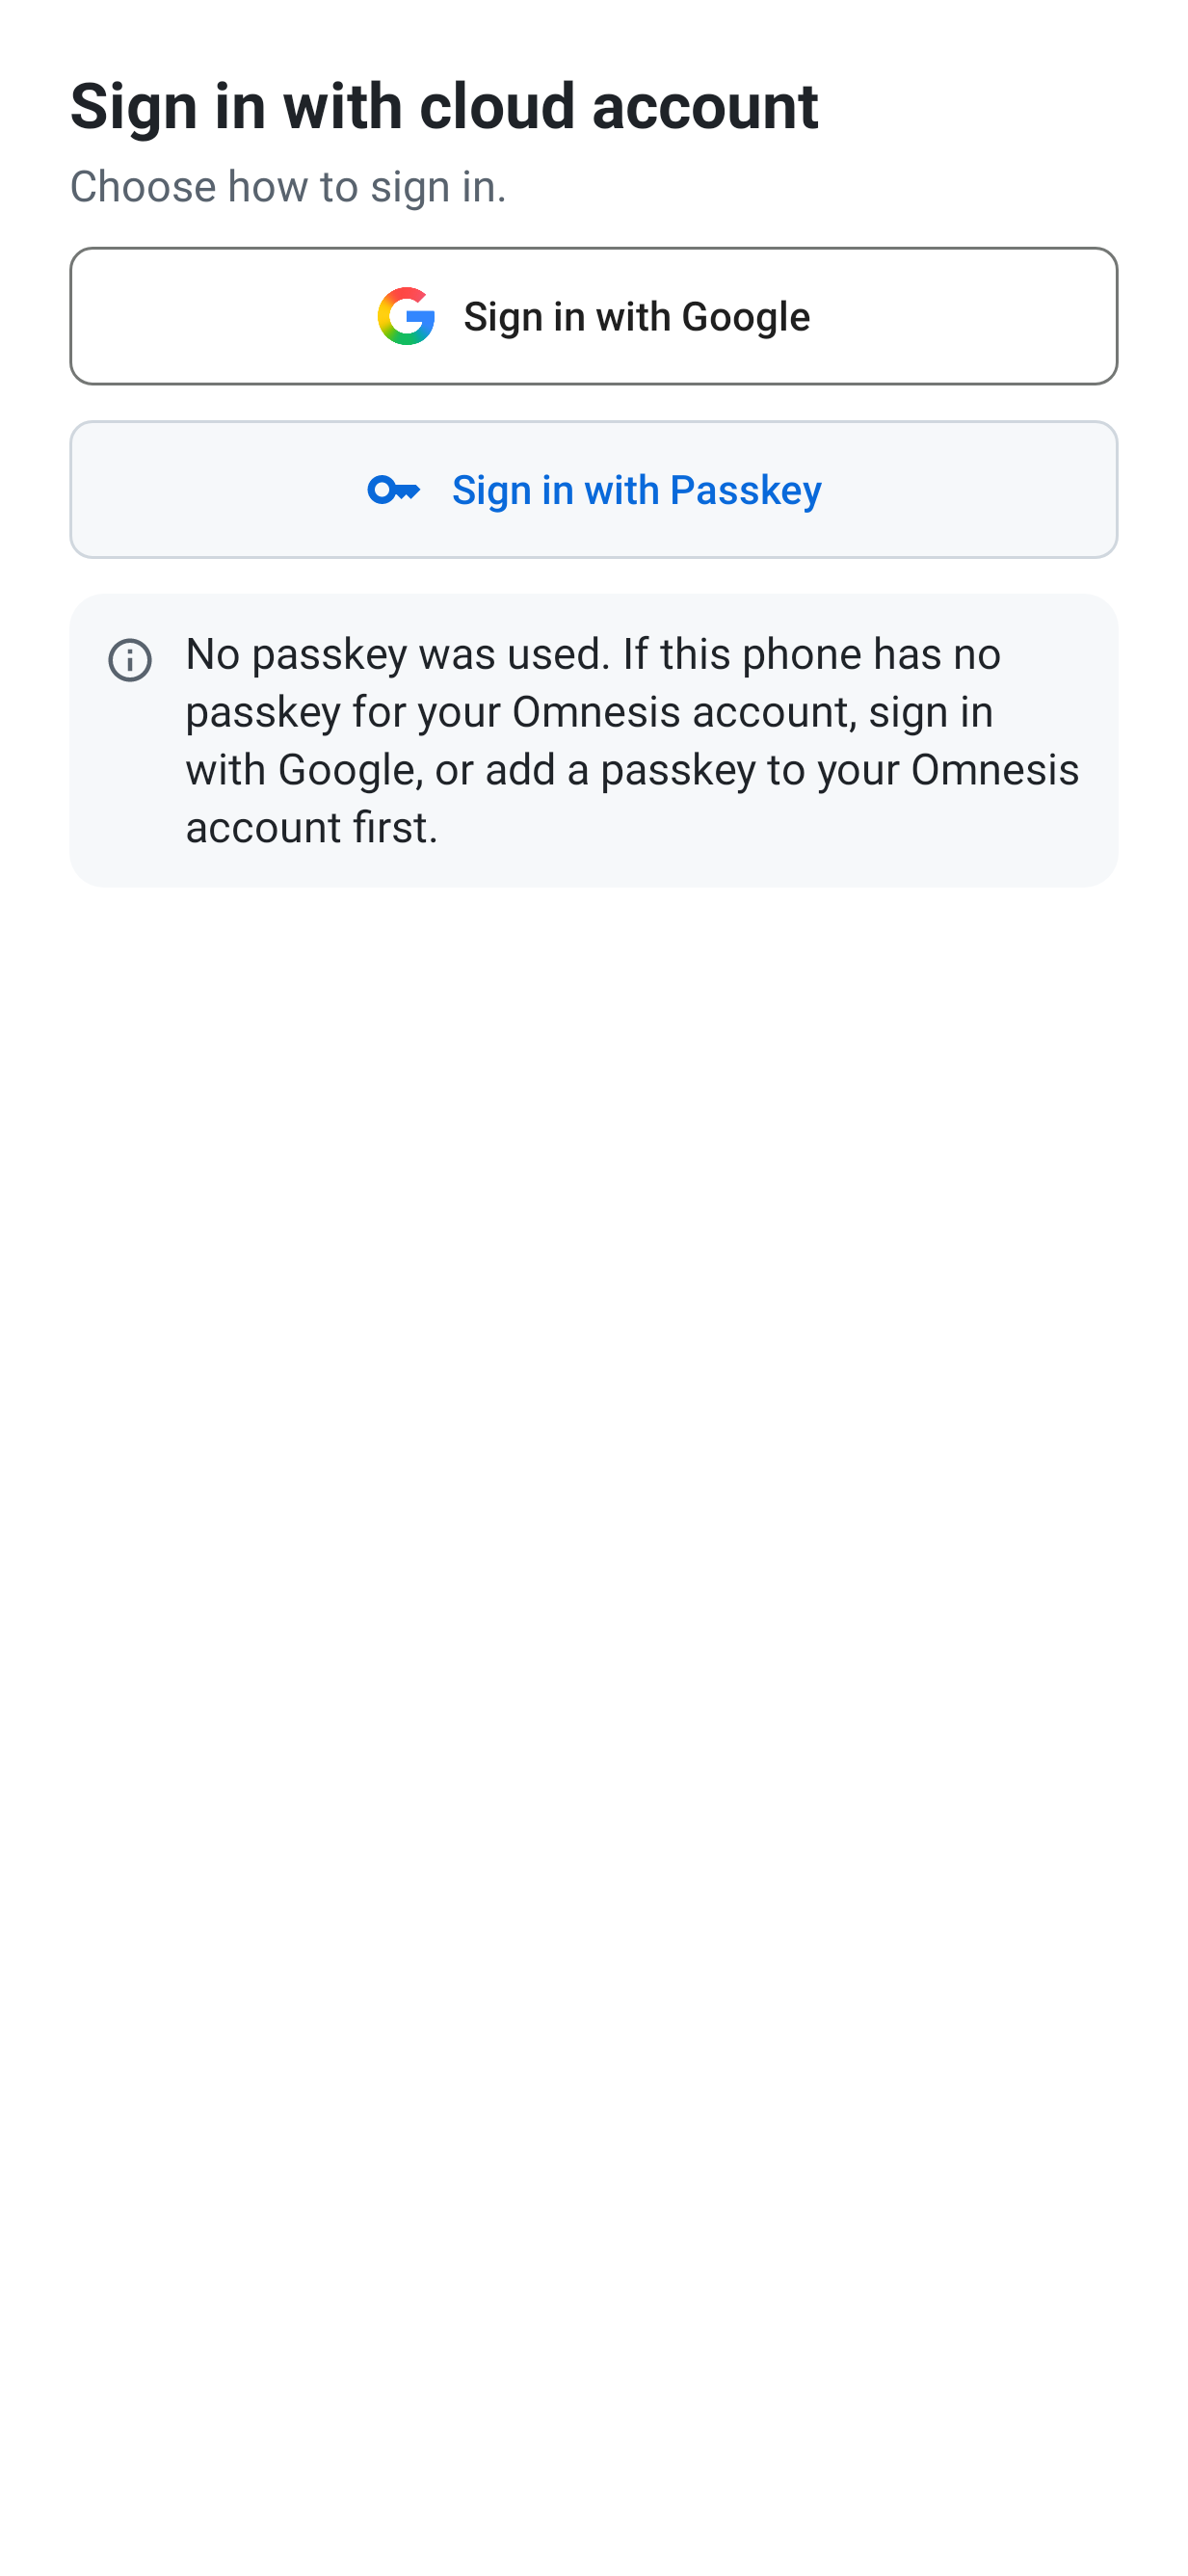 Sign in with cloud account
Choose how to sign in.
Sign in with Google
Sign in with Passkey
No passkey was used. If this phone has no
passkey for your Omnesis account, sign in
with Google, or add a passkey to your Omnesis
account first.